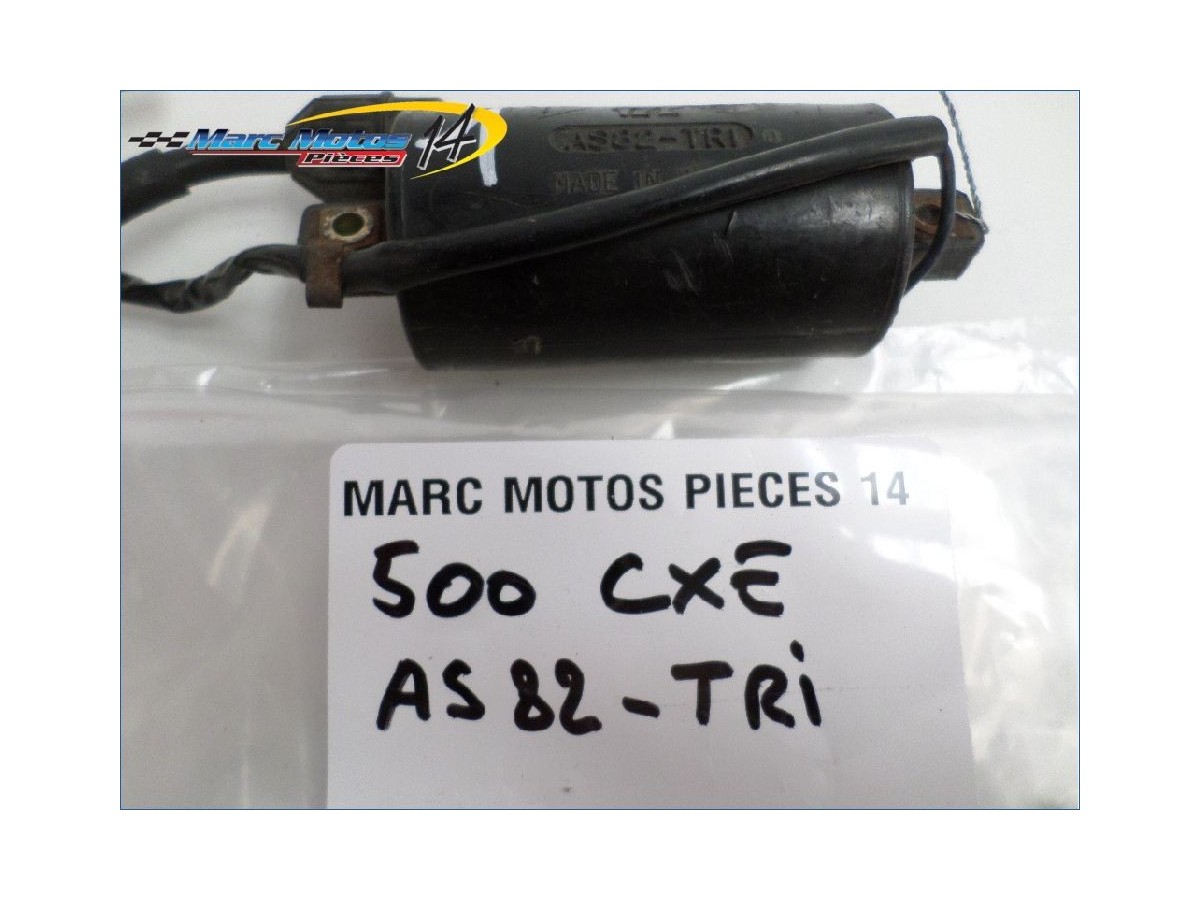 Marc Motos 14
Pièces
AS82-TRI
MADE IN
MARC MOTOS PIECES 14
500 CXE
AS82-TRi